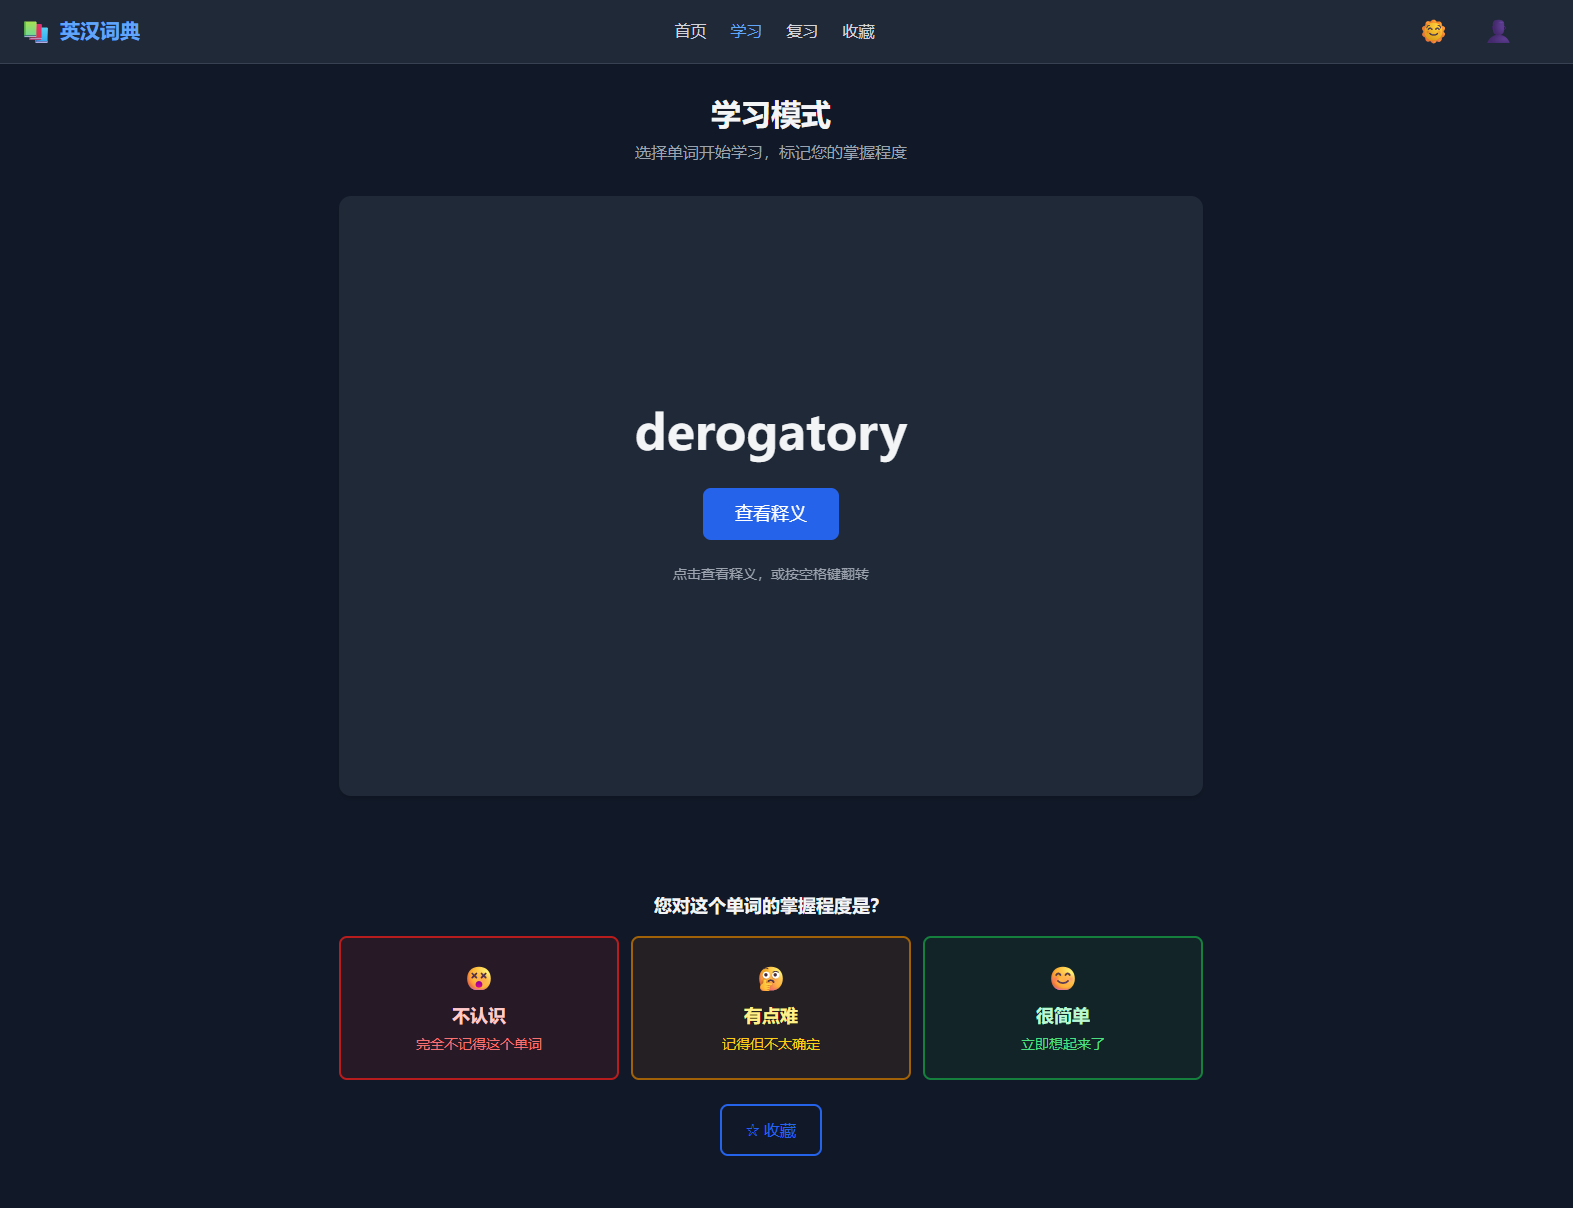 英汉词典
首页 学习 复习 收藏
学习模式
选择单词开始学习，标记您的掌握程度
derogatory
查看释义
点击查看释义，或按空格键翻转
您对这个单词的掌握程度是？
不认识
完全不记得这个单词
有点难
记得但不太确定
很简单
立即想起来了
☆ 收藏